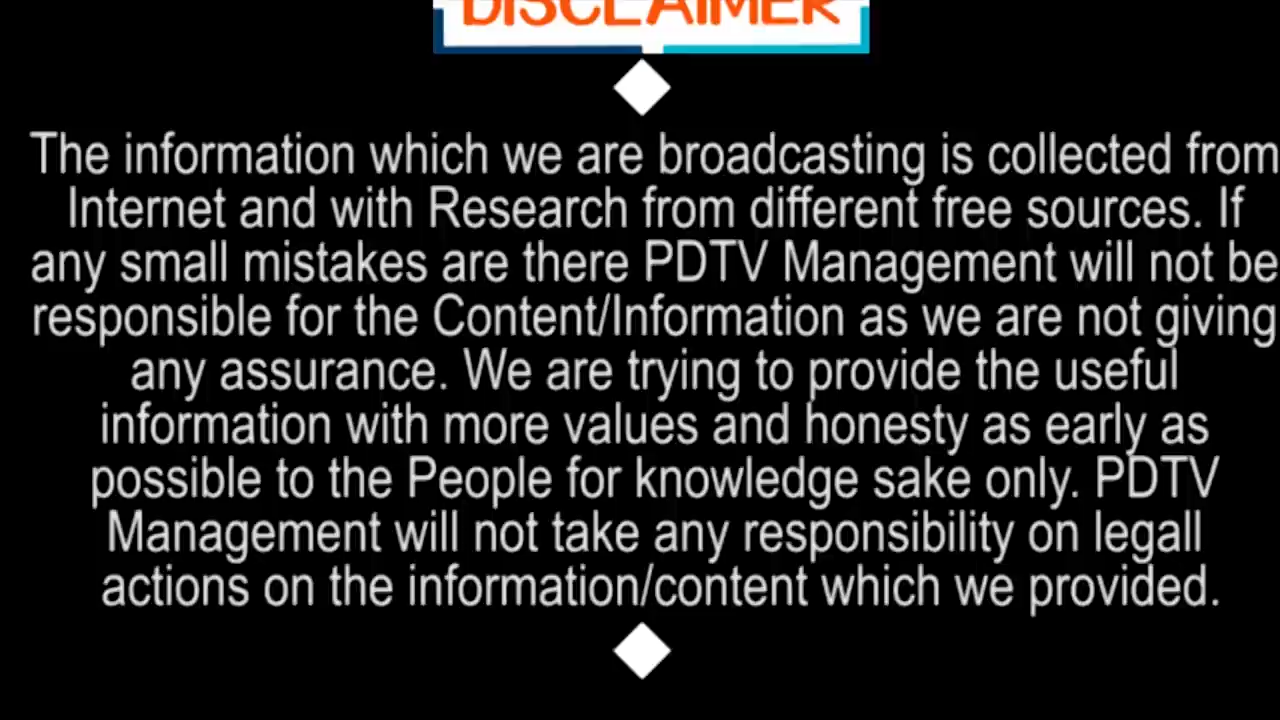 DISCLAIMER
The information which we are broadcasting is collected from
Internet and with Research from different free sources. If
any small mistakes are there PDTV Management will not be
responsible for the Content/Information as we are not giving
any assurance. We are trying to provide the useful
information with more values and honesty as early as
possible to the People for knowledge sake only. PDTV
Management will not take any responsibility on legall
actions on the information/content which we provided.